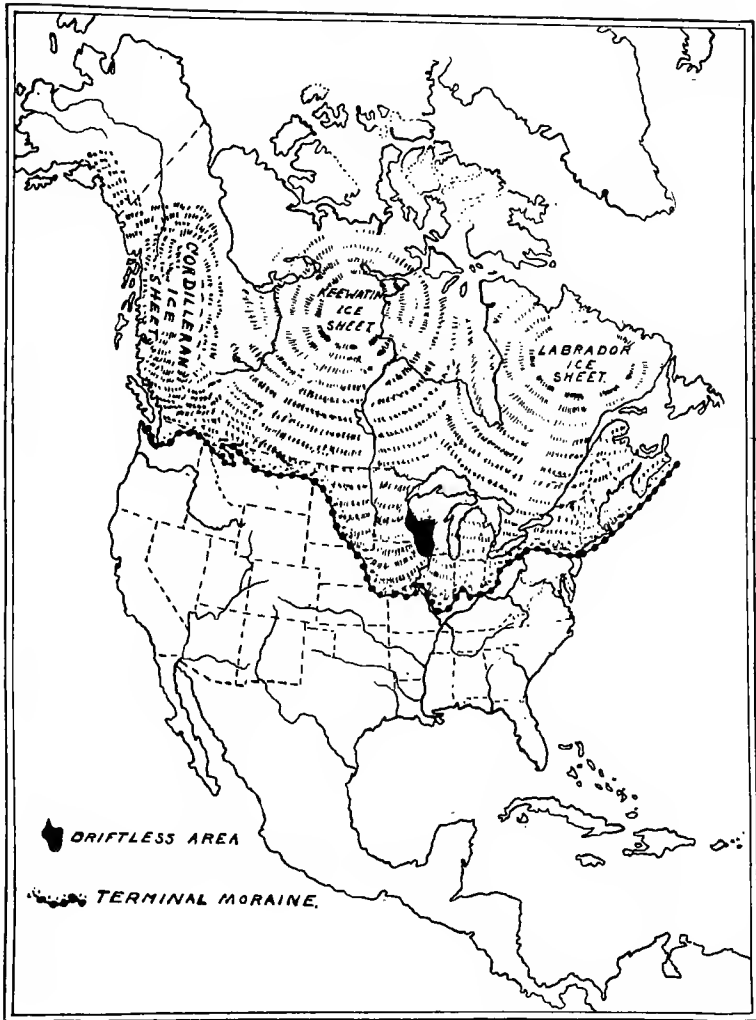 CORDILLERAN
ICE
SHEET
KEEWATIN
ICE
SHEET
LABRADOR
ICE
SHEET.
DRIFTLESS AREA
TERMINAL MORAINE.